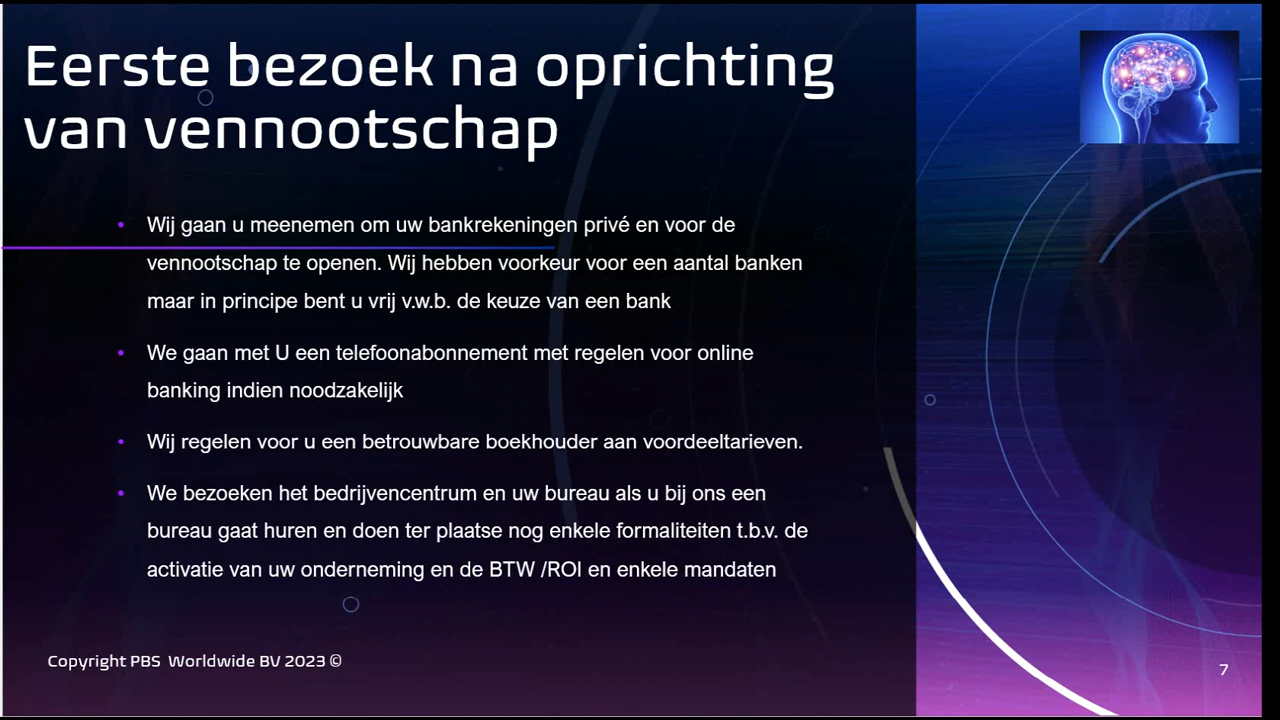 Eerste bezoek na oprichting
van vennootschap
• Wij gaan u meenemen om uw bankrekeningen privé en voor de
vennootschap te openen. Wij hebben voorkeur voor een aantal banken
maar in principe bent u vrij v.w.b. de keuze van een bank
• We gaan met U een telefoonabonnement met regelen voor online
banking indien noodzakelijk
• Wij regelen voor u een betrouwbare boekhouder aan voordeeltarieven.
• We bezoeken het bedrijvencentrum en uw bureau als u bij ons een
bureau gaat huren en doen ter plaatse nog enkele formaliteiten t.b.v. de
activatie van uw onderneming en de BTW /ROI en enkele mandaten
Copyright PBS Worldwide BV 2023 ©
7